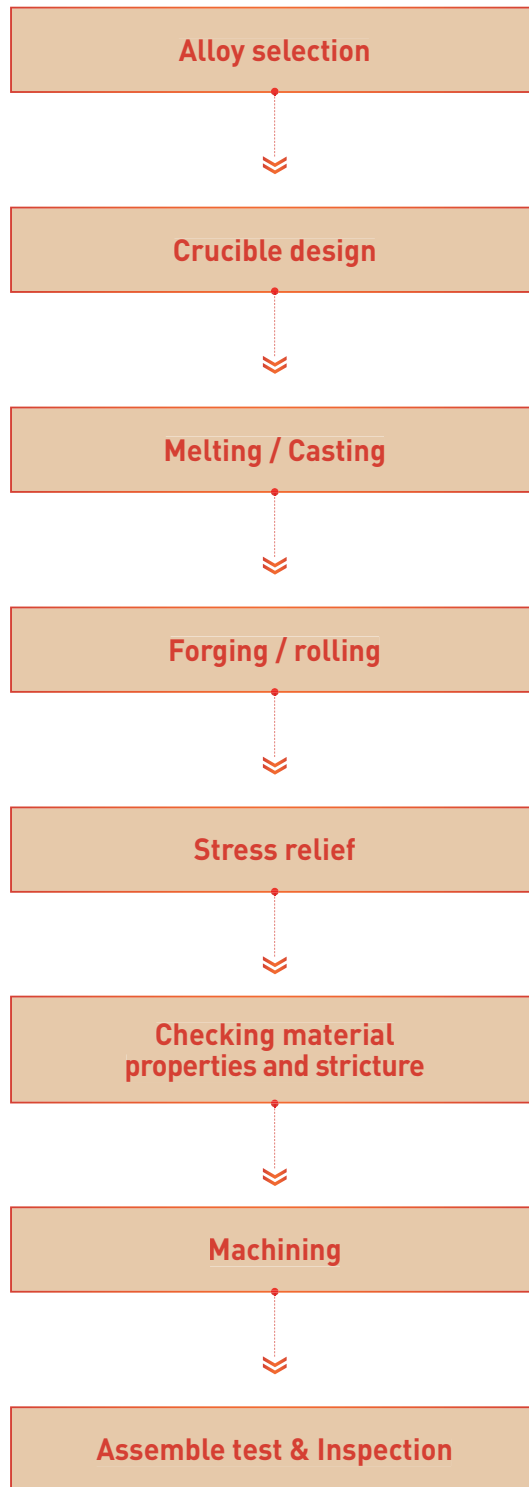 Alloy selection
Crucible design
Melting / Casting
Forging / rolling
Stress relief
Checking material
properties and stricture
Machining
Assemble test & Inspection